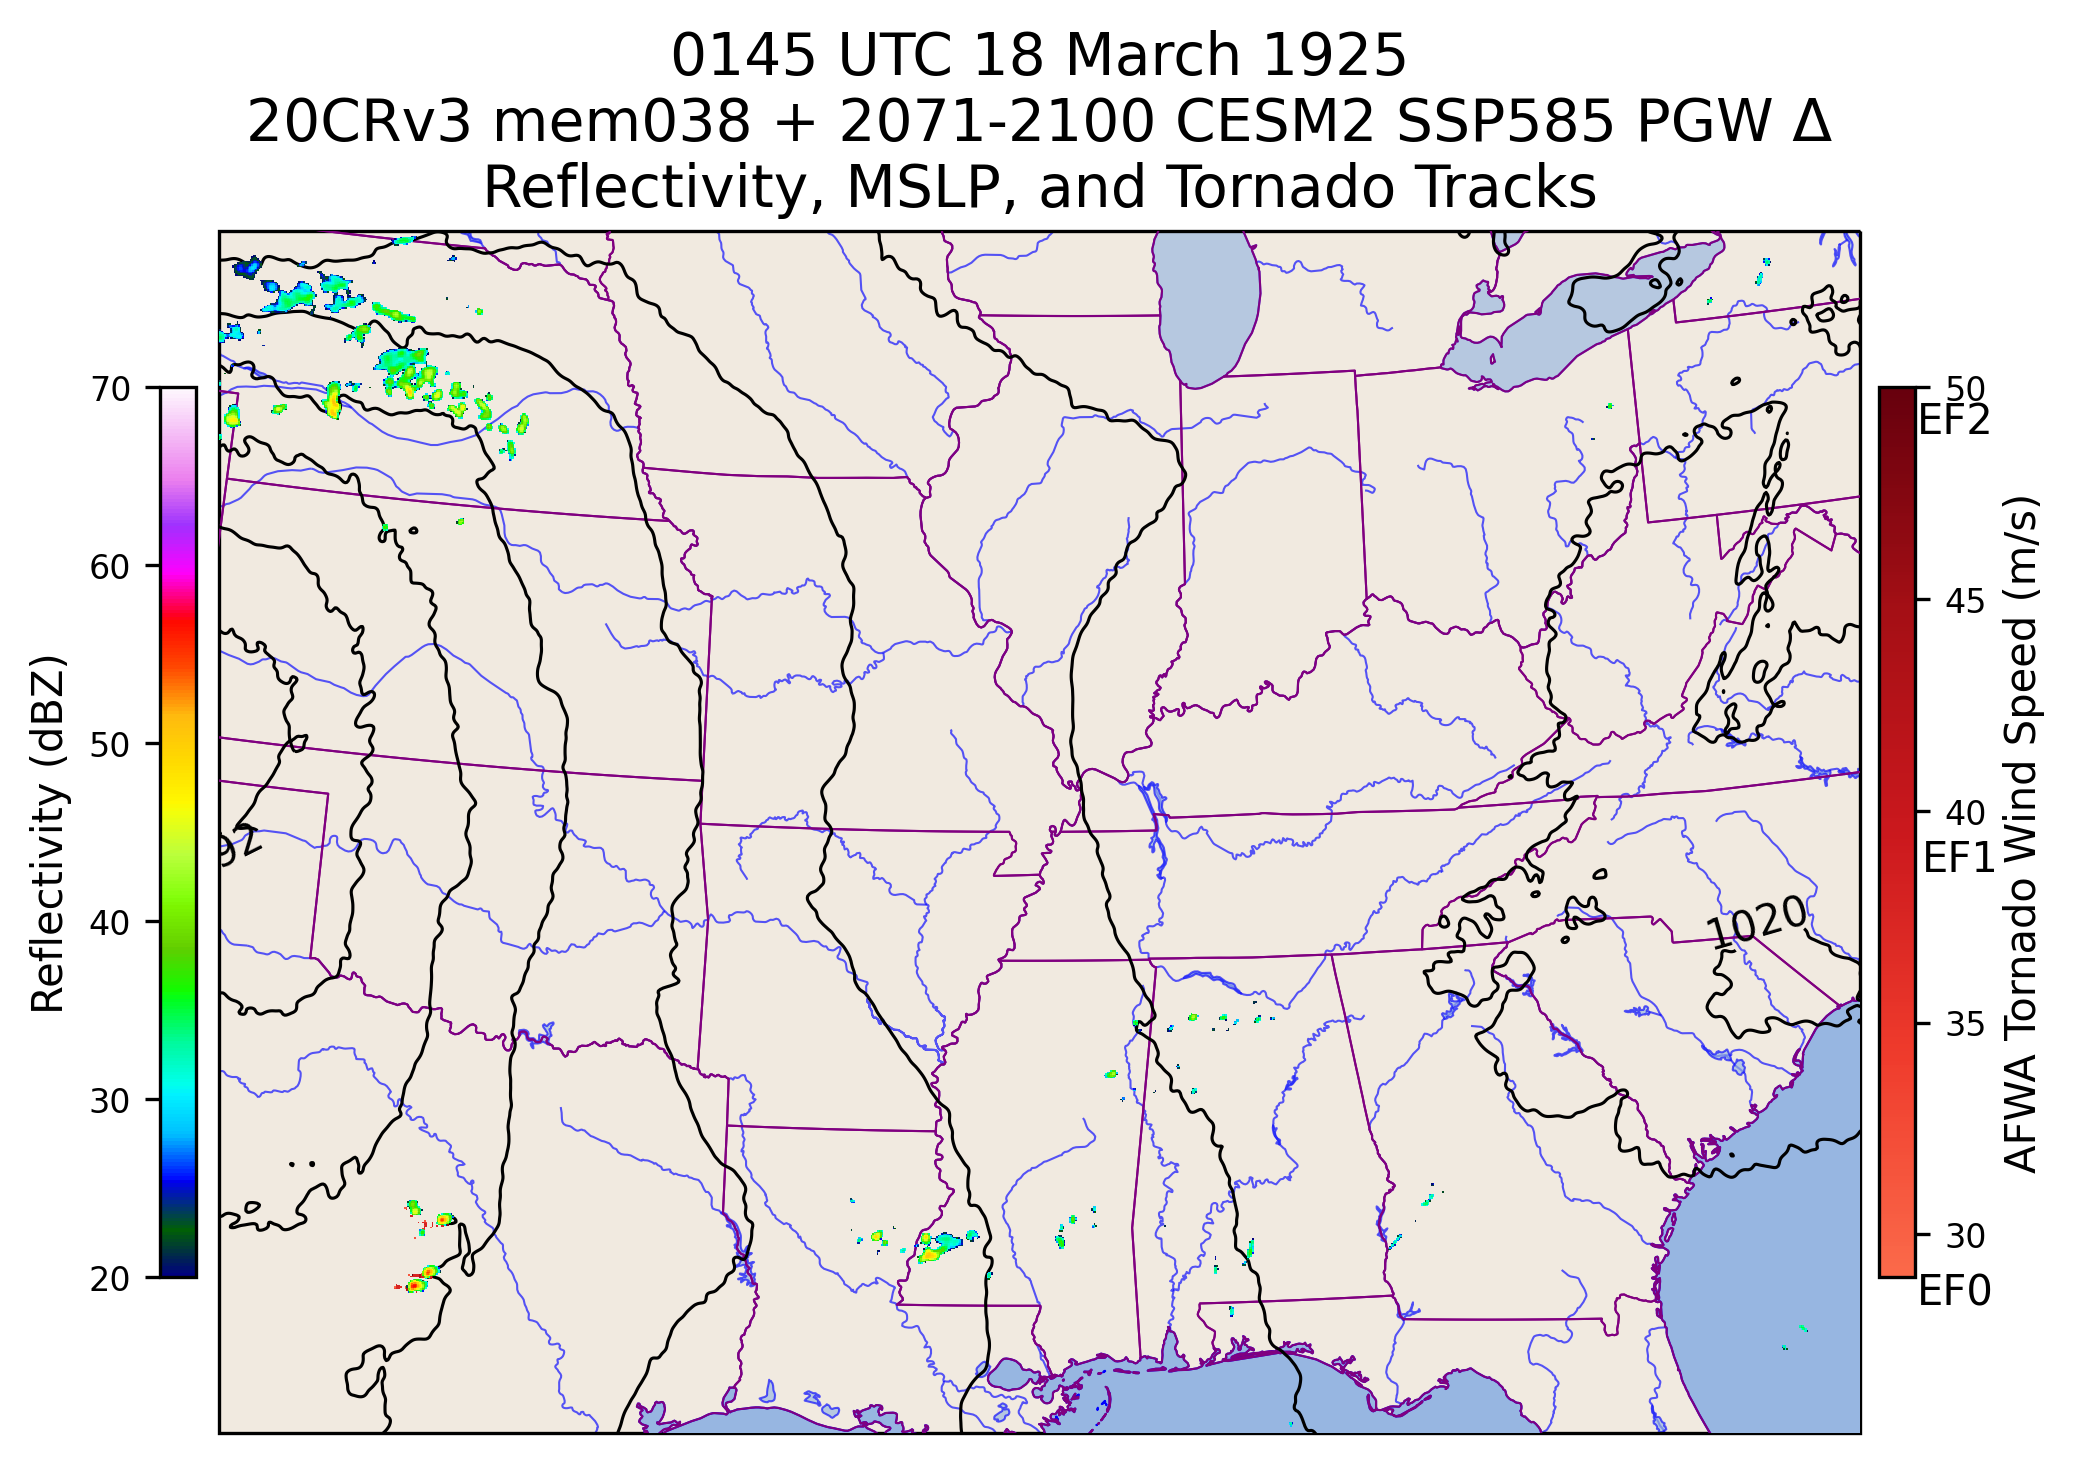 0145 UTC 18 March 1925
20CRv3 mem038 + 2071-2100 CESM2 SSP585 PGW Δ
Reflectivity, MSLP, and Tornado Tracks
70
60
50
40
30
20
Reflectivity (dBZ)
1020
50
EF2
45
40
EF1
35
30
EF0
AFWA Tornado Wind Speed (m/s)